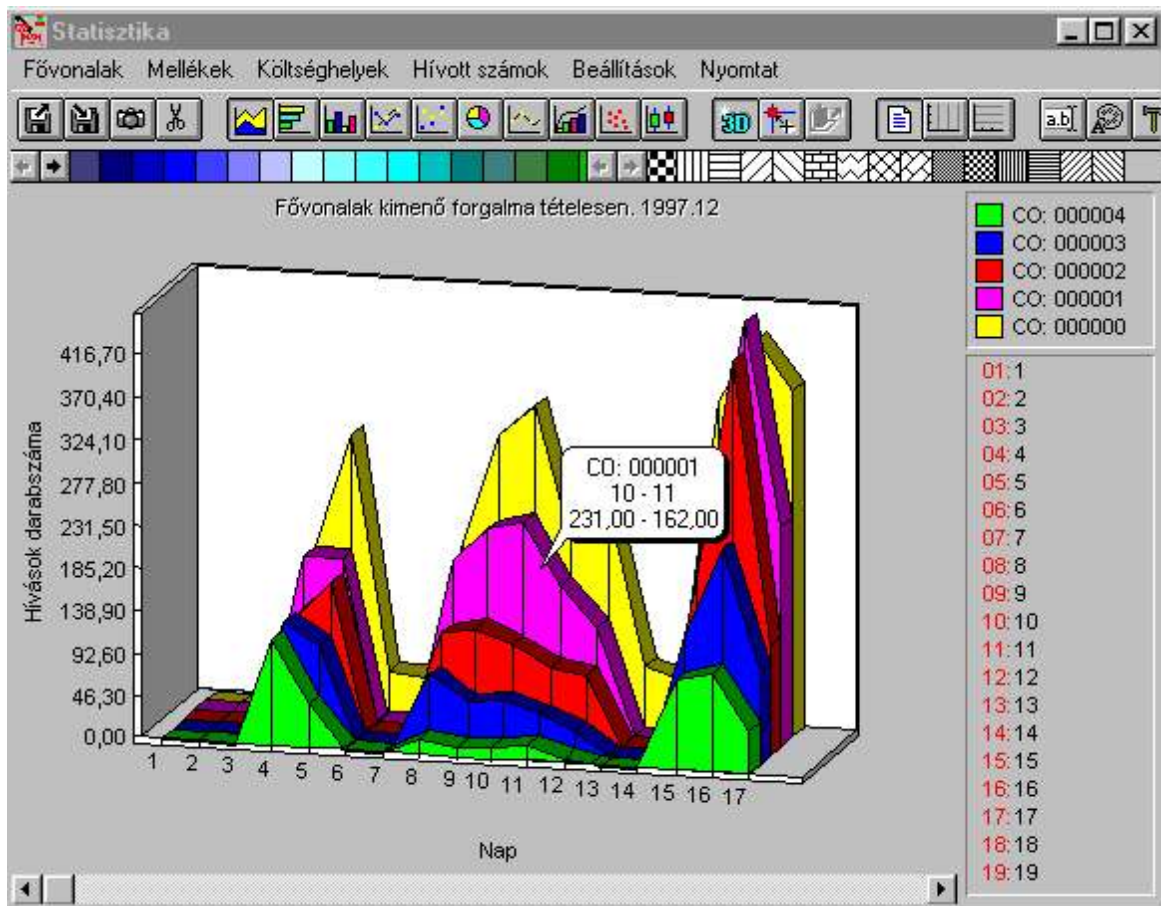 Statisztika
Fővonalak Mellékek Költséghelyek Hívott számok Beállítások Nyomtat
3D
a.b
Fővonalak kimenő forgalma tételesen. 1997.12
CO: 000004
CO: 000003
CO: 000002
CO: 000001
CO: 000000
Hívások darabszáma
416,70
370,40
324,10
277,80
231,50
185,20
138,90
92,60
46,30
0,00
CO: 000001
10 - 11
231,00 - 162,00
1 2 3 4 5 6 7 8 9 10 11 12 13 14 15 16 17
Nap
01:1
02:2
03:3
04:4
05:5
06:6
07:7
08:8
09:9
10:10
11:11
12:12
13:13
14:14
15:15
16:16
17:17
18:18
19:19